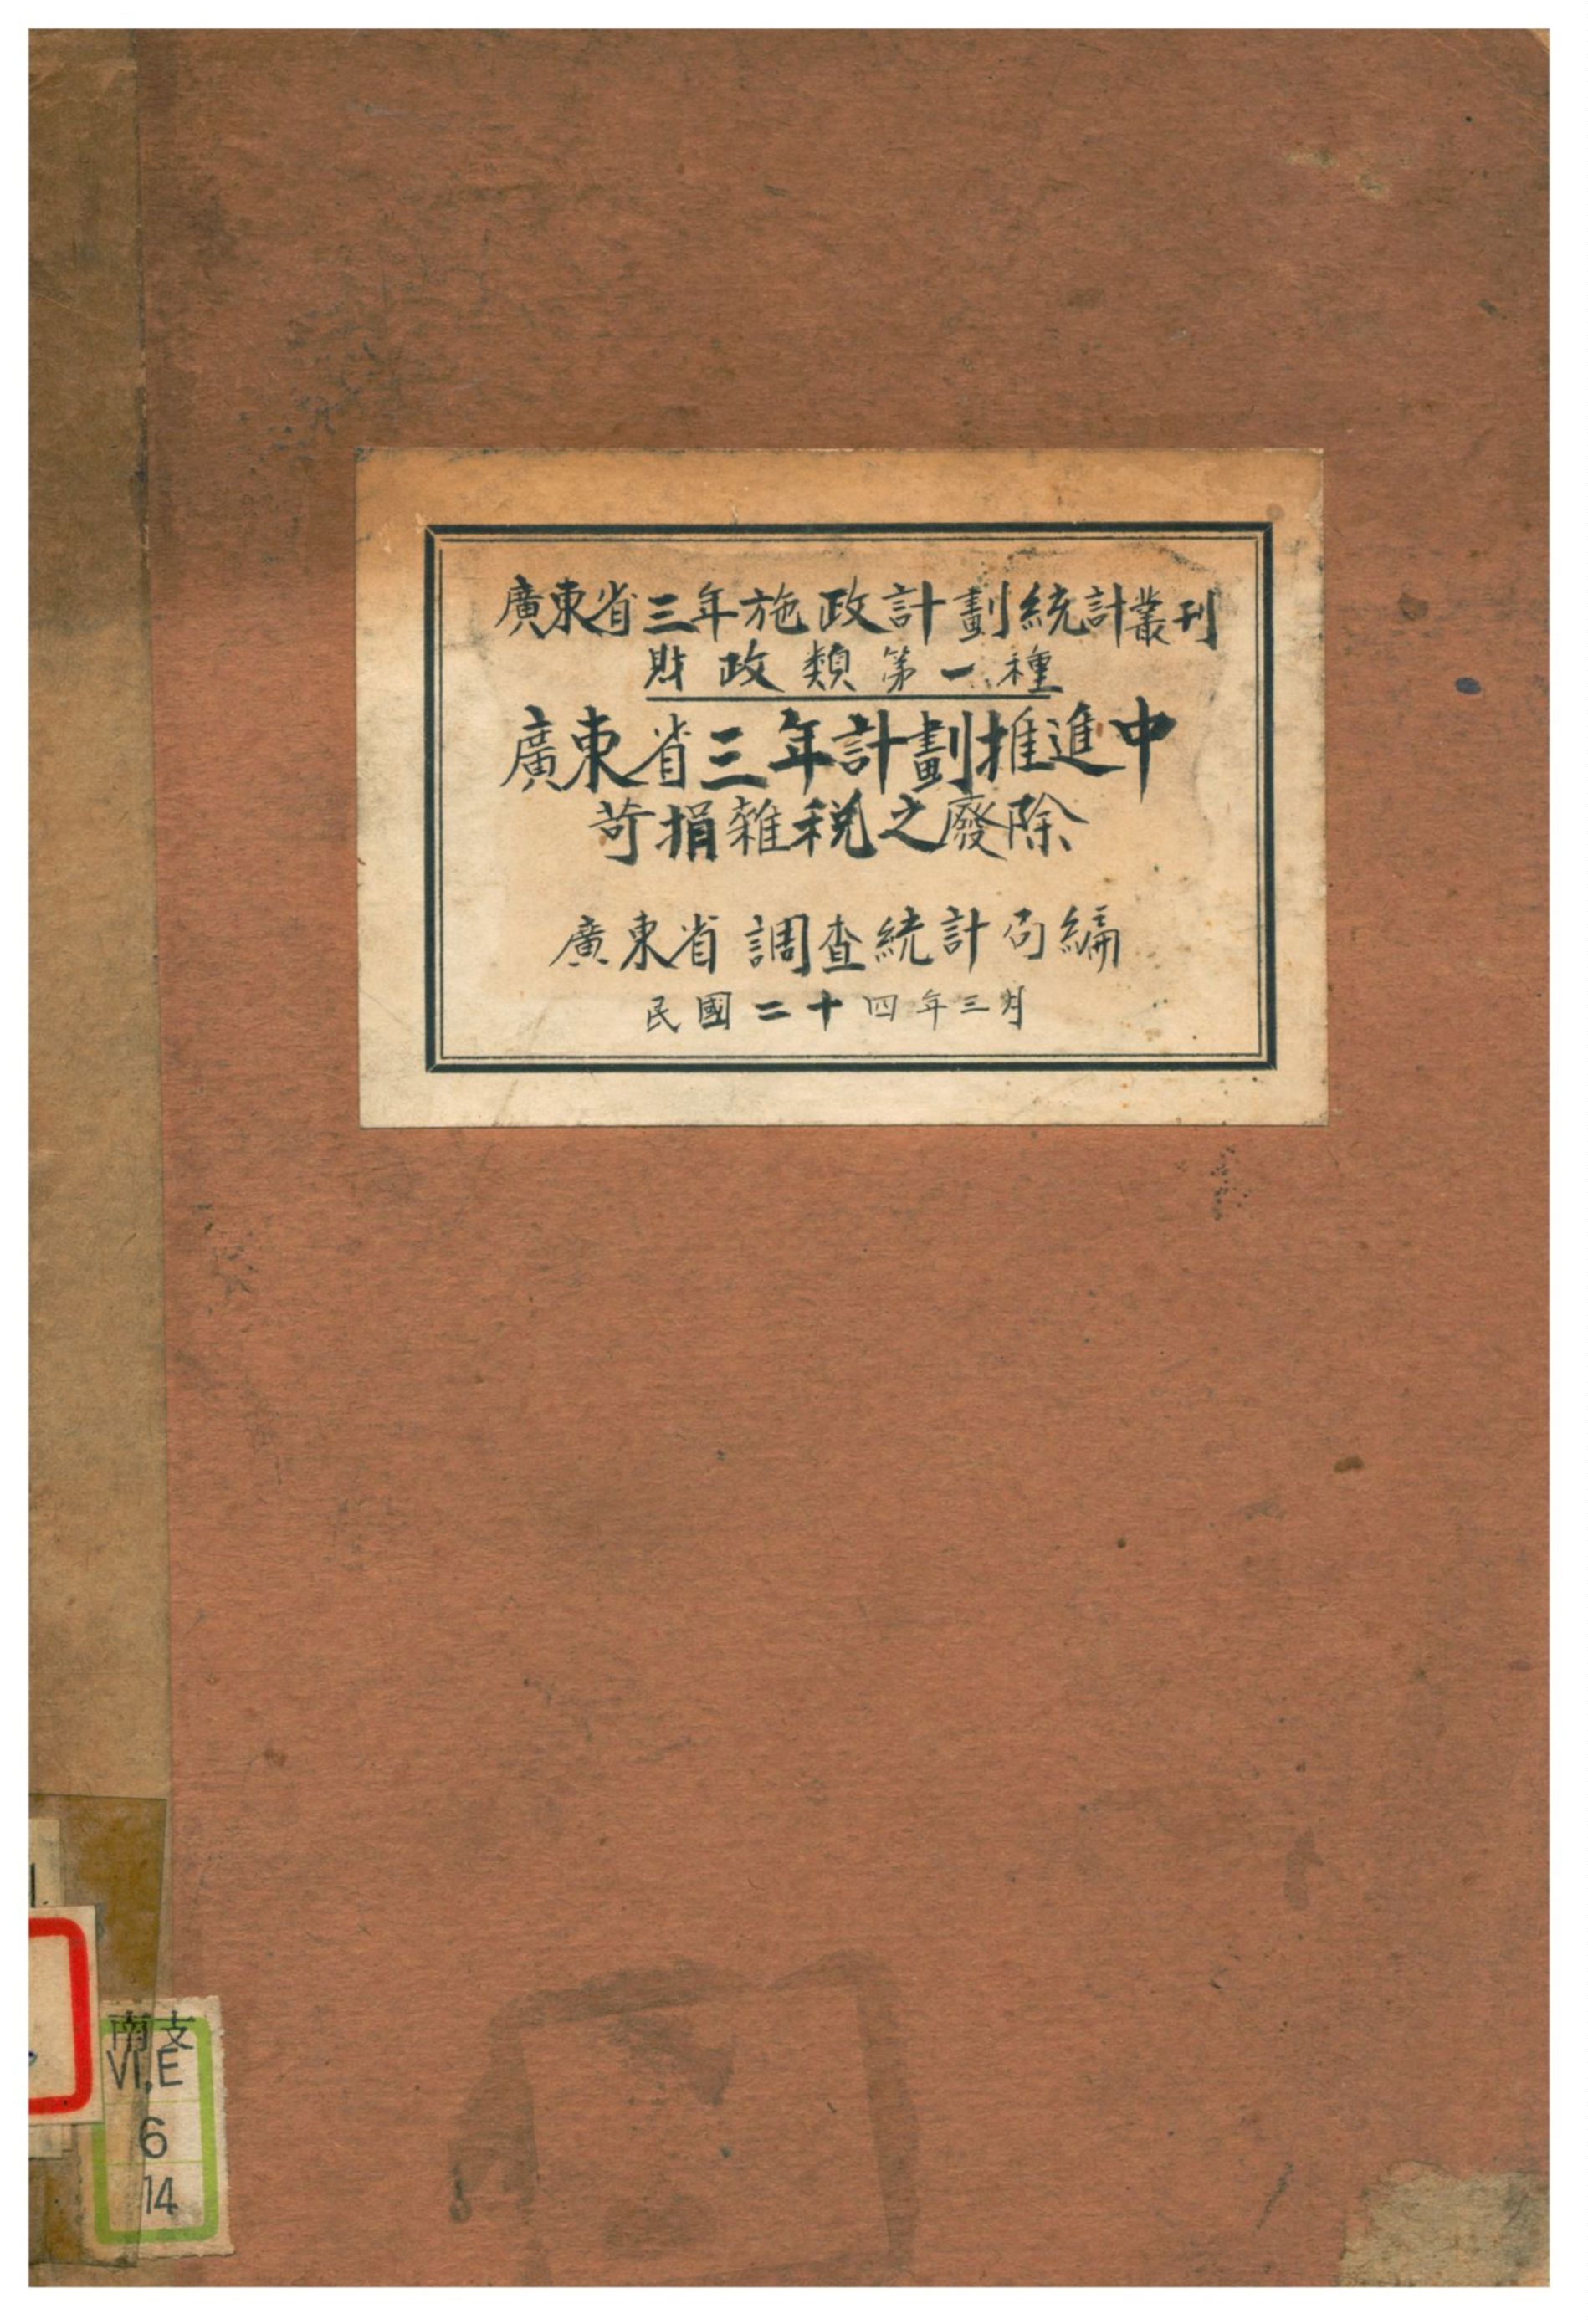 廣東省三年施政計劃統計叢刊
財政類第一種
廣東省三年計劃推進中
苛捐雜稅之廢除
廣東省調查統計局編
民國二十四年三月
南支
VI,E
6
14